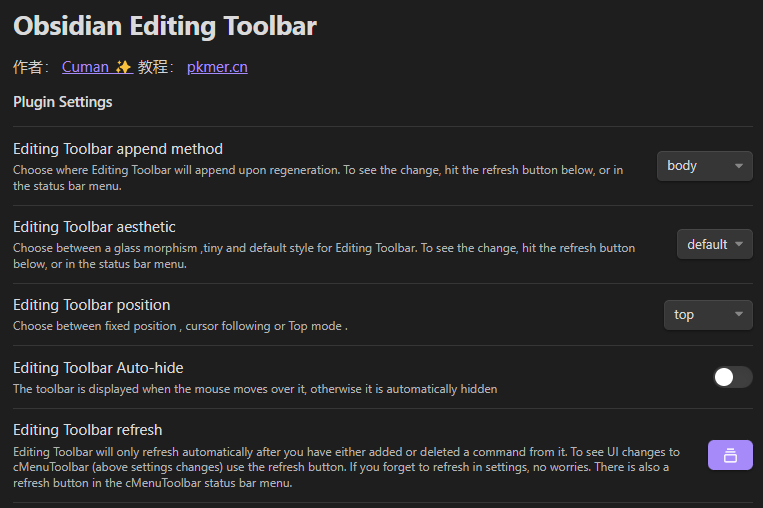 Obsidian Editing Toolbar
作者： Cuman ✨ 教程： pkmer.cn
Plugin Settings
Editing Toolbar append method
Choose where Editing Toolbar will append upon regeneration. To see the change, hit the refresh button below, or in
the status bar menu.
body
Editing Toolbar aesthetic
Choose between a glass morphism ,tiny and default style for Editing Toolbar. To see the change, hit the refresh button
below, or in the status bar menu.
default
Editing Toolbar position
Choose between fixed position , cursor following or Top mode .
top
Editing Toolbar Auto-hide
The toolbar is displayed when the mouse moves over it, otherwise it is automatically hidden
Editing Toolbar refresh
Editing Toolbar will only refresh automatically after you have either added or deleted a command from it. To see UI changes to
cMenuToolbar (above settings changes) use the refresh button. If you forget to refresh in settings, no worries. There is also a
refresh button in the cMenuToolbar status bar menu.